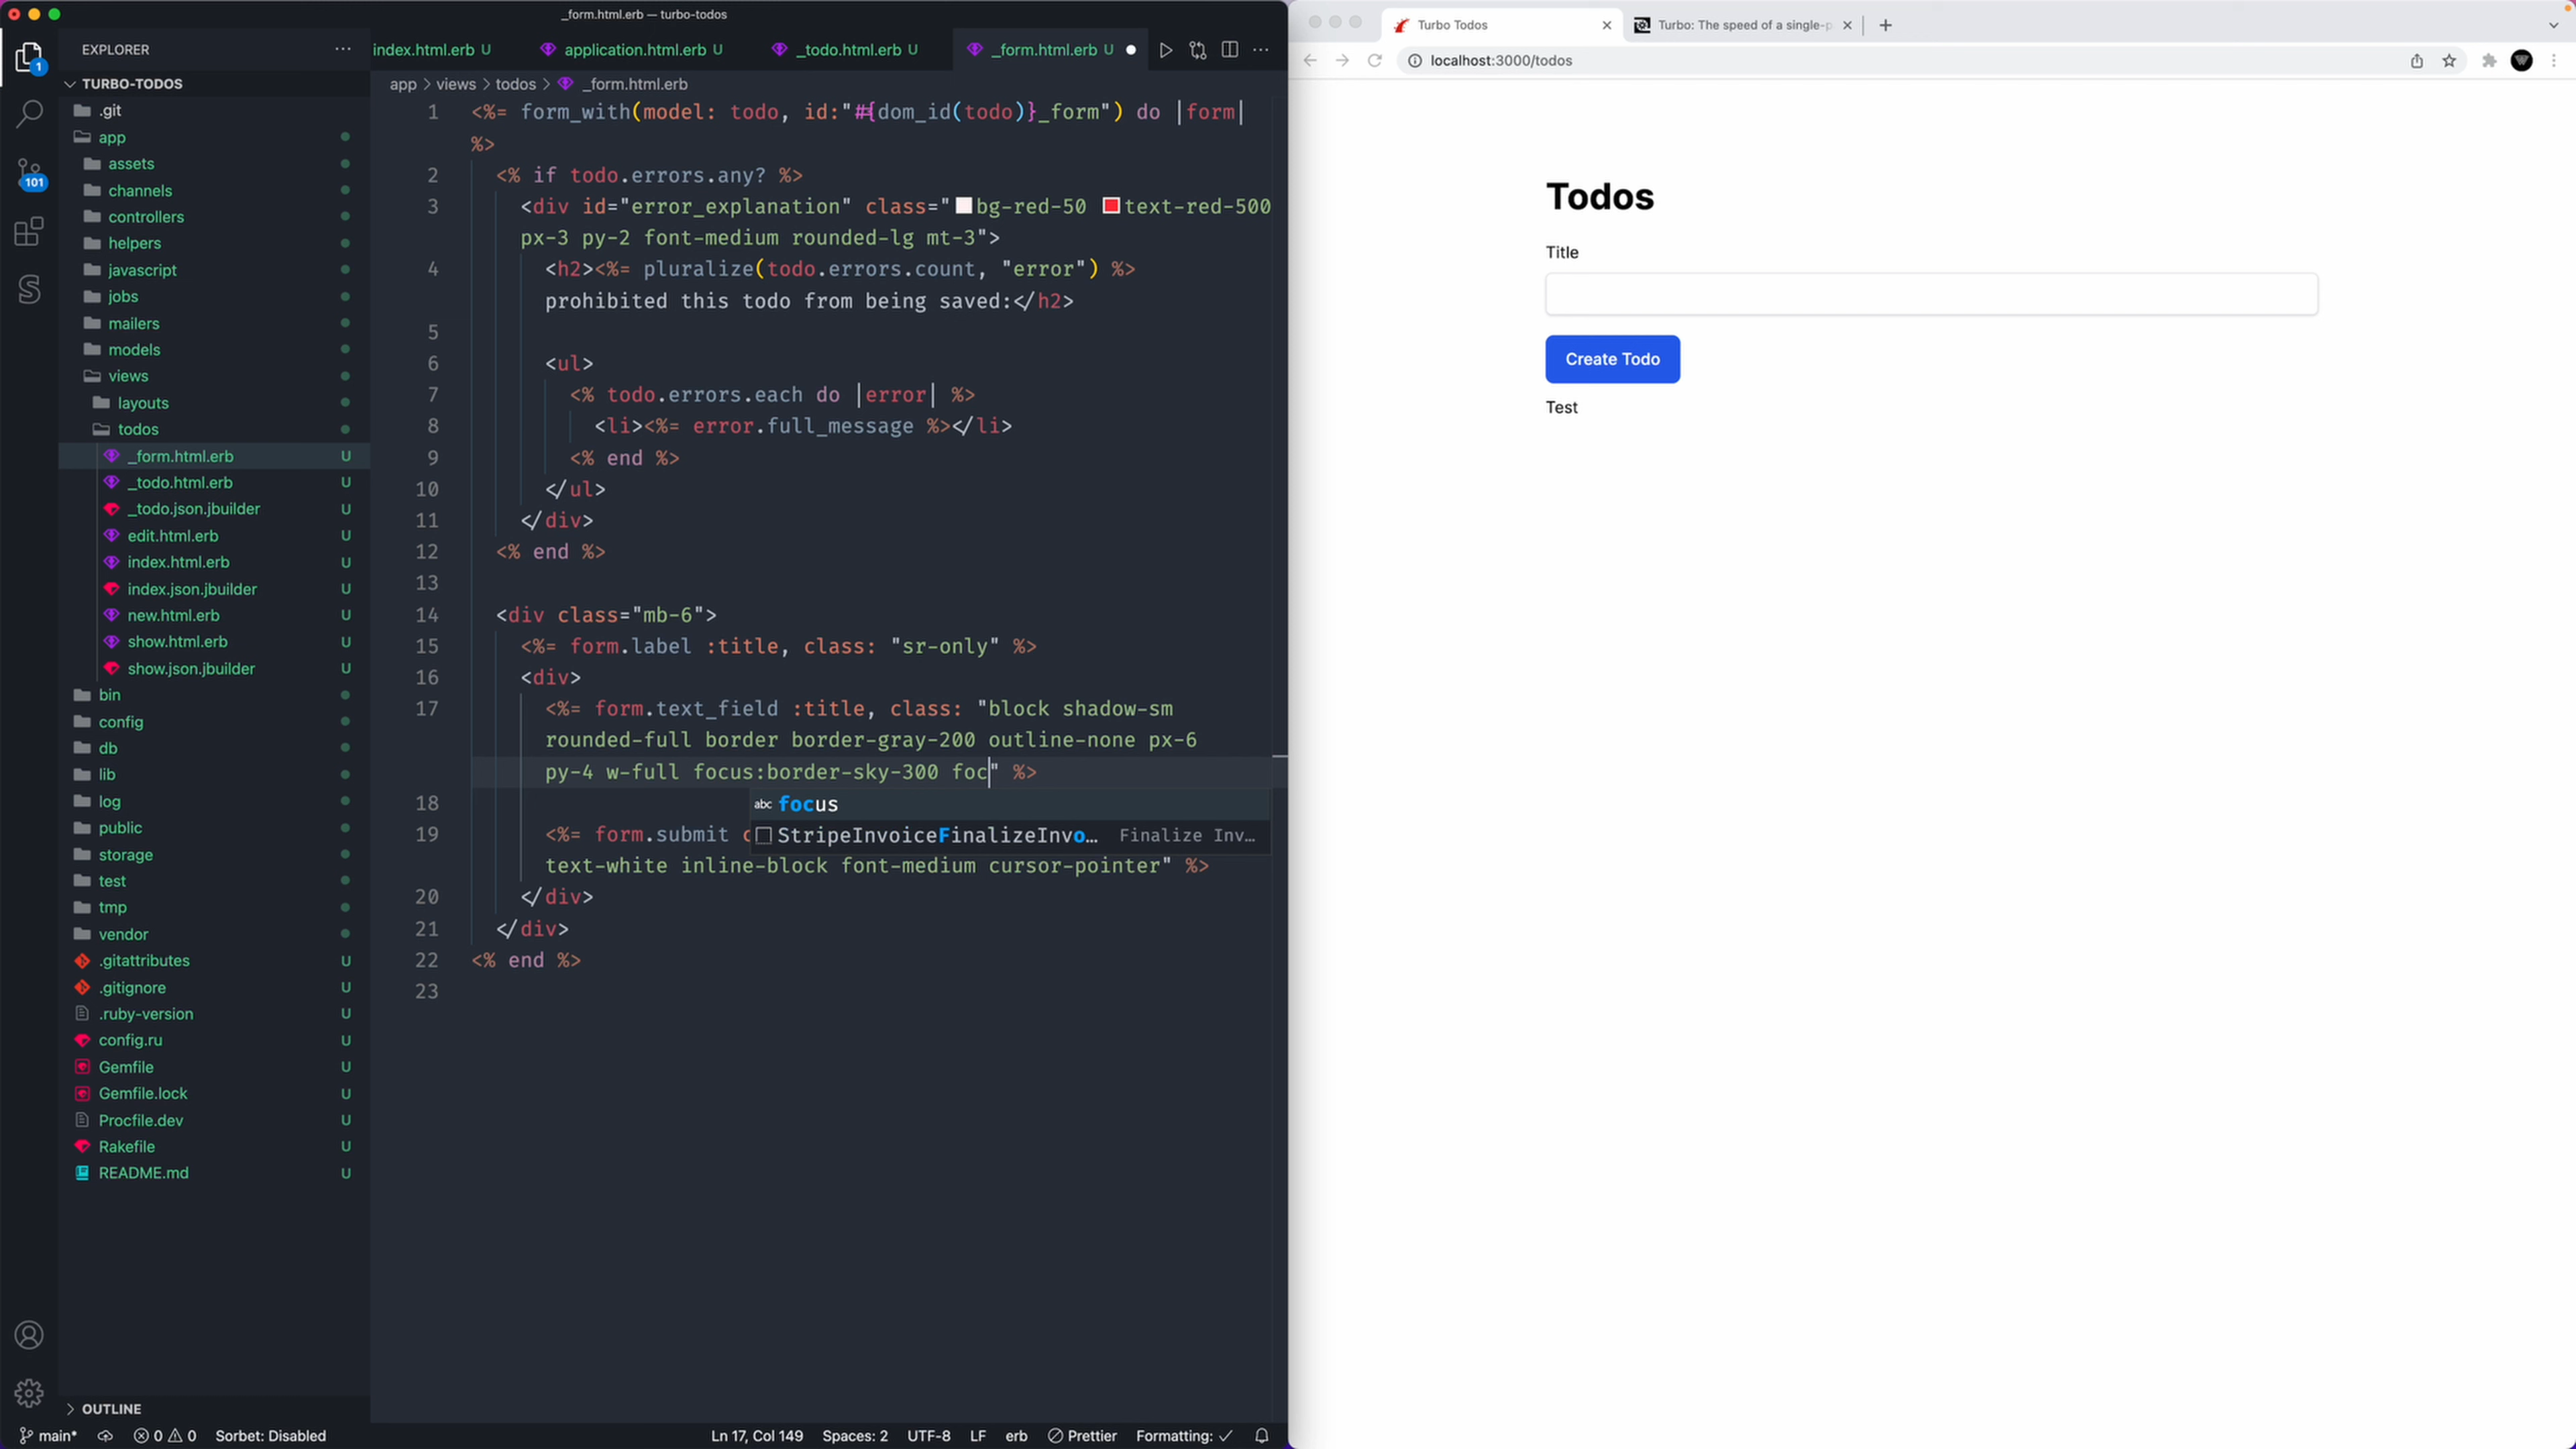 _form.html.erb — turbo-todos
EXPLORER
TURBO-TODOS
.git
app
assets
channels
controllers
helpers
javascript
jobs
mailers
models
views
layouts
todos
_form.html.erb U
_todo.html.erb U
_todo.json.jbuilder U
edit.html.erb U
index.html.erb U
index.json.jbuilder U
new.html.erb U
show.html.erb U
show.json.jbuilder U
bin
config
db
lib
log
public
storage
test
tmp
vendor
.gitattributes U
.gitignore U
.ruby-version U
config.ru U
Gemfile U
Gemfile.lock U
Procfile.dev U
Rakefile U
README.md U
OUTLINE
1
101
index.html.erb U application.html.erb U _todo.html.erb U _form.html.erb U
app > views > todos > _form.html.erb
1 <%= form_with(model: todo, id:"#{dom_id(todo)}_form") do |form|
%>
2 <% if todo.errors.any? %>
3 <div id="error_explanation" class="bg-red-50 text-red-500
px-3 py-2 font-medium rounded-lg mt-3">
4 <h2><%= pluralize(todo.errors.count, "error") %>
prohibited this todo from being saved:</h2>
5
6 <ul>
7 <% todo.errors.each do |error| %>
8 <li><%= error.full_message %></li>
9 <% end %>
10 </ul>
11 </div>
12 <% end %>
13
14 <div class="mb-6">
15 <%= form.label :title, class: "sr-only" %>
16 <div>
17 <%= form.text_field :title, class: "block shadow-sm
rounded-full border border-gray-200 outline-none px-6
py-4 w-full focus:border-sky-300 foc" %>
18
focus
19 <%= form.submit c
StripeInvoiceFinalizeInvo… Finalize Inv…
text-white inline-block font-medium cursor-pointer" %>
20 </div>
21 </div>
22 <% end %>
23
main* 0 0 Sorbet: Disabled Ln 17, Col 149 Spaces: 2 UTF-8 LF erb Prettier Formatting: ✓
Turbo Todos Turbo: The speed of a single-p
localhost:3000/todos
Todos
Title
Create Todo
Test